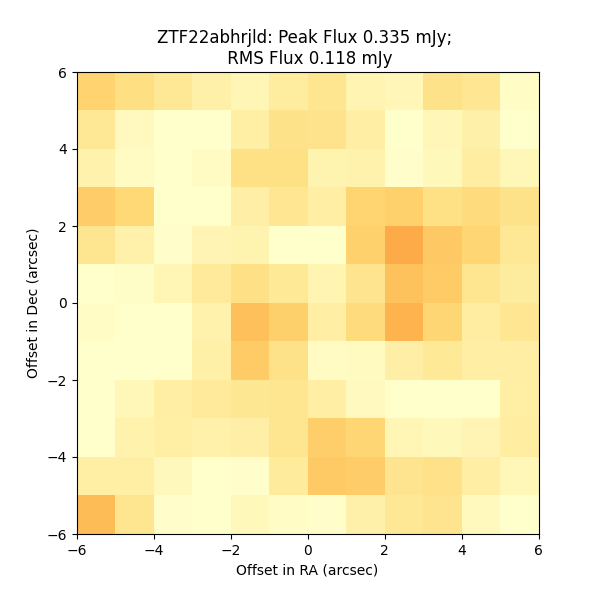 ZTF22abhrjld: Peak Flux 0.335 mJy;
RMS Flux 0.118 mJy
6
4
2
0
−2
−4
−6
Offset in Dec (arcsec)
−6 −4 −2 0 2 4 6
Offset in RA (arcsec)